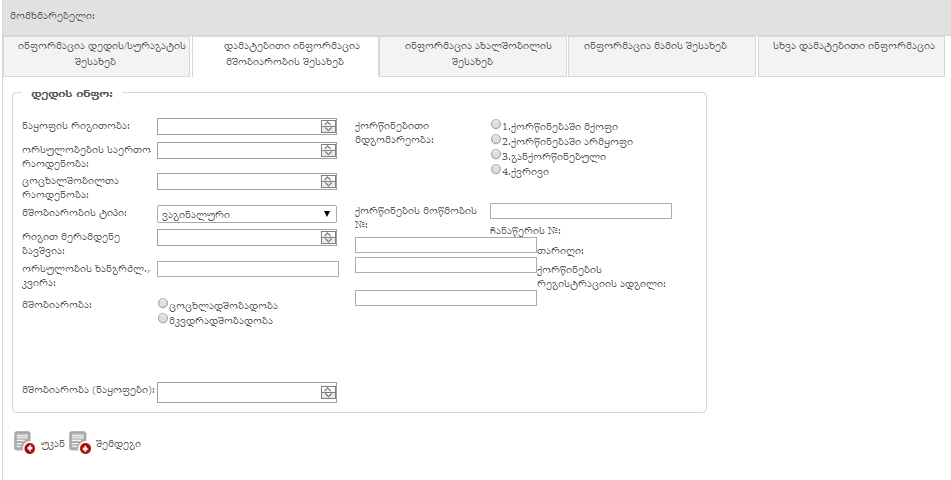 მომხმარებელი:
ინფორმაცია დედის/სურაგატის
შესახებ
დამატებითი ინფორმაცია
მშობიარობის შესახებ
ინფორმაცია ახალშობილის
შესახებ
ინფორმაცია მამის შესახებ
სხვა დამატებითი ინფორმაცია
დედის ინფო:
ნაყოფის რიგითობა:
ორსულობების საერთო
რაოდენობა:
ცოცხალშობილთა
რაოდენობა:
მშობიარობის ტიპი:
ვაგინალური
რიგით მერამდენე
ბავშვია:
ორსულობის ხანგრძლ.,
კვირა:
მშობიარობა:
ცოცხლადშობადობა
მკვდრადშობადობა
მშობიარობა (ნაყოფები):
ქორწინებითი
მდგომარეობა:
1.ქორწინებაში მყოფი
2.ქორწინებაში არმყოფი
3.განქორწინებული
4.ქვრივი
ქორწინების მოწმობის
№:
ჩანაწერის №:
თარიღი:
ქორწინების
რეგისტრაციის ადგილი:
უკან
შემდეგი